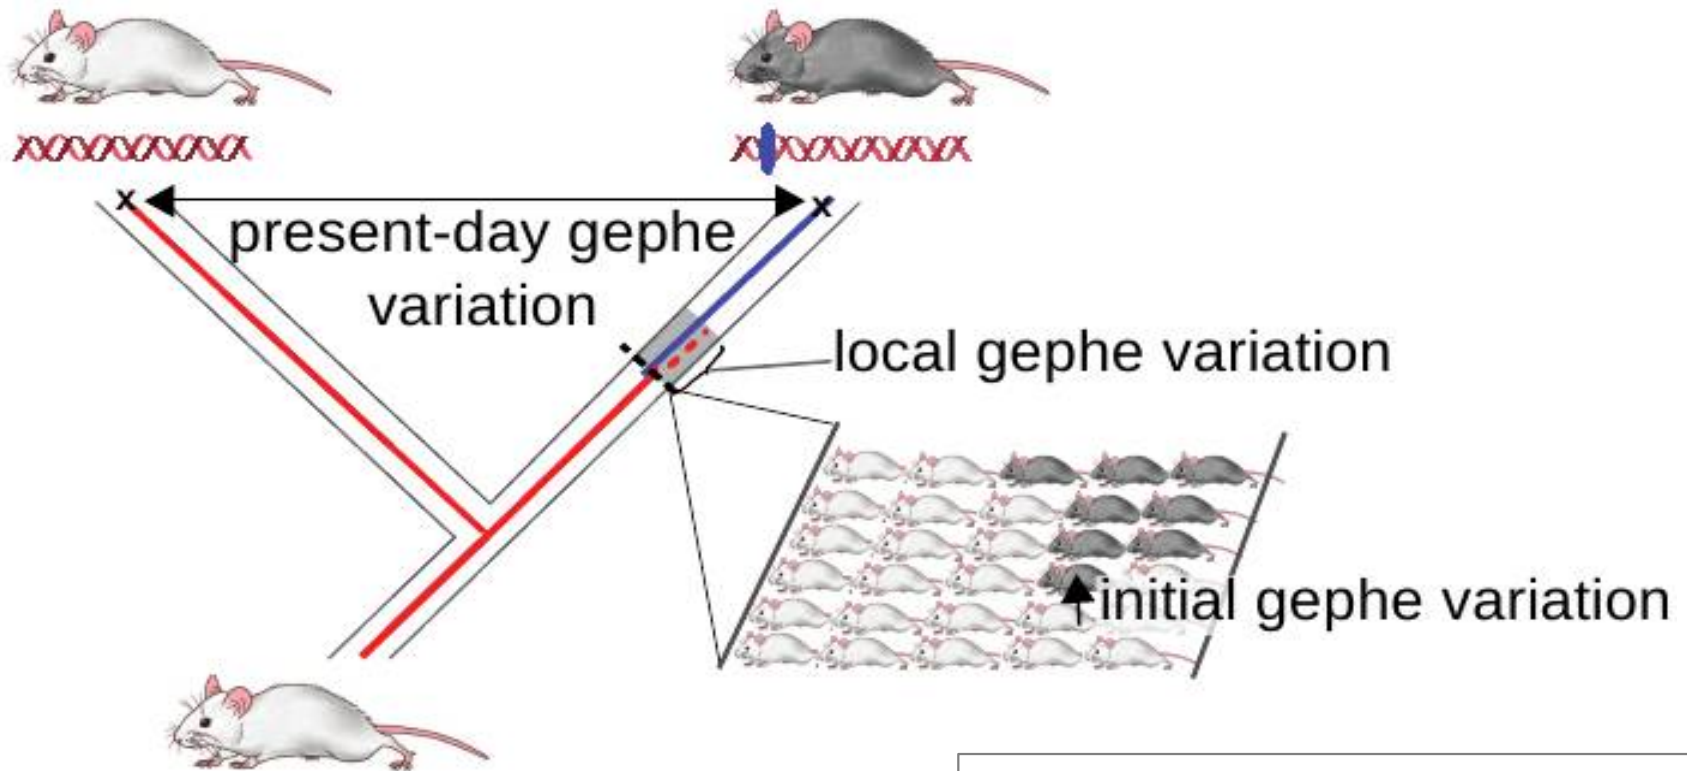 x
x
present-day gephe
variation
local gephe variation
initial gephe variation